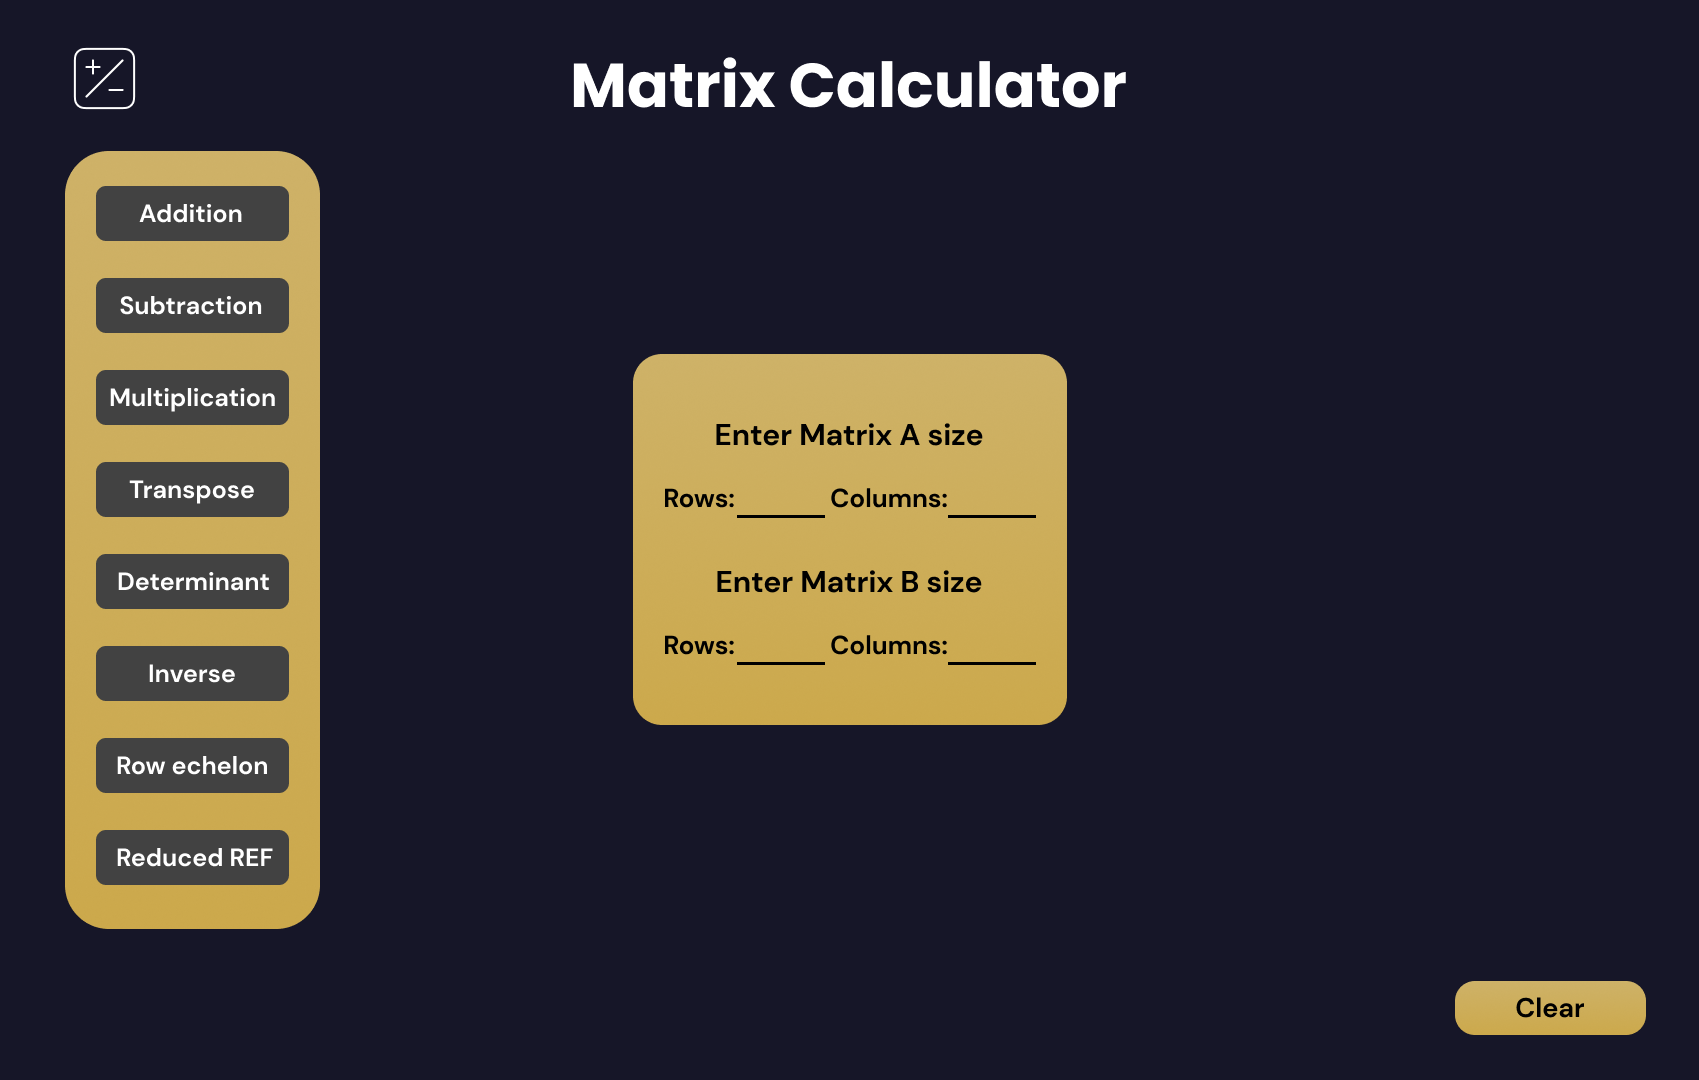 Matrix Calculator
Addition
Subtraction
Multiplication
Transpose
Determinant
Inverse
Row echelon
Reduced REF
Enter Matrix A size
Rows: Columns:
Enter Matrix B size
Rows: Columns:
Clear